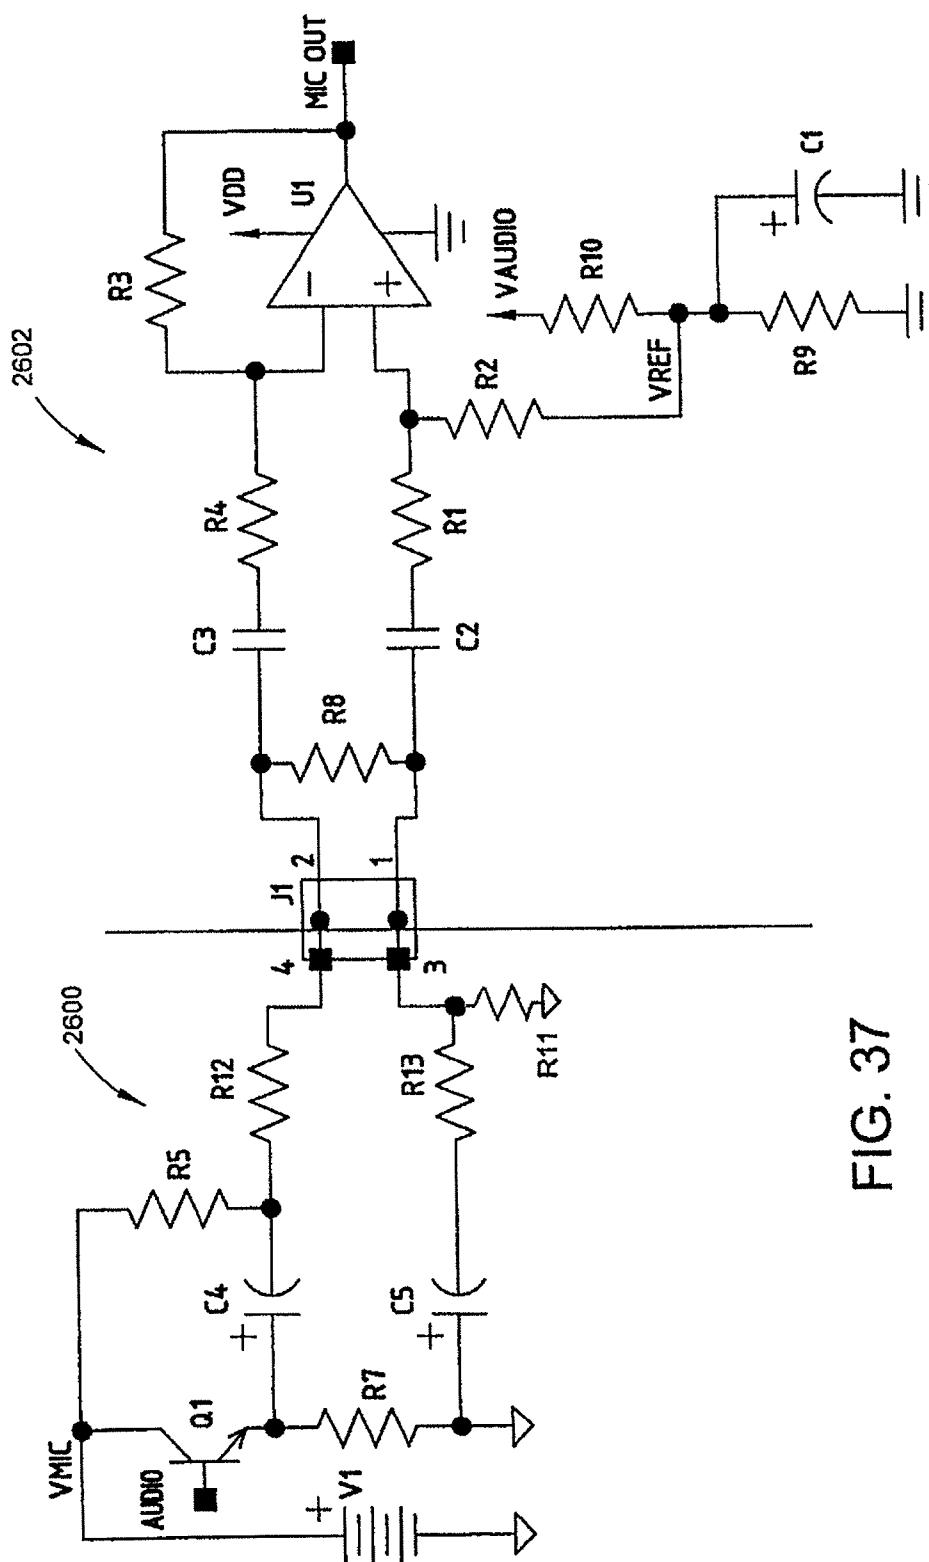 2600
2602
VMIC
AUDIO
Q1
V1
+
R5
C4
+
R7
C5
+
R12
R13
R11
4
3
J1
2
1
R8
C3
C2
R4
R1
R3
R2
VDD
U1
−
+
MIC OUT
VAUDIO
R10
VREF
R9
+
C1
FIG. 37